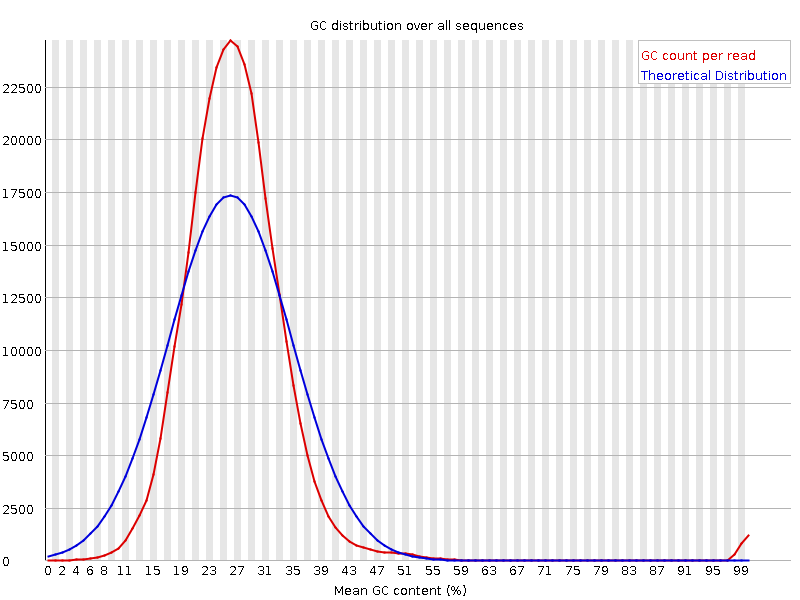 GC distribution over all sequences
GC count per read
Theoretical Distribution
22500
20000
17500
15000
12500
10000
7500
5000
2500
0
0 2 4 6 8 11 15 19 23 27 31 35 39 43 47 51 55 59 63 67 71 75 79 83 87 91 95 99
Mean GC content (%)